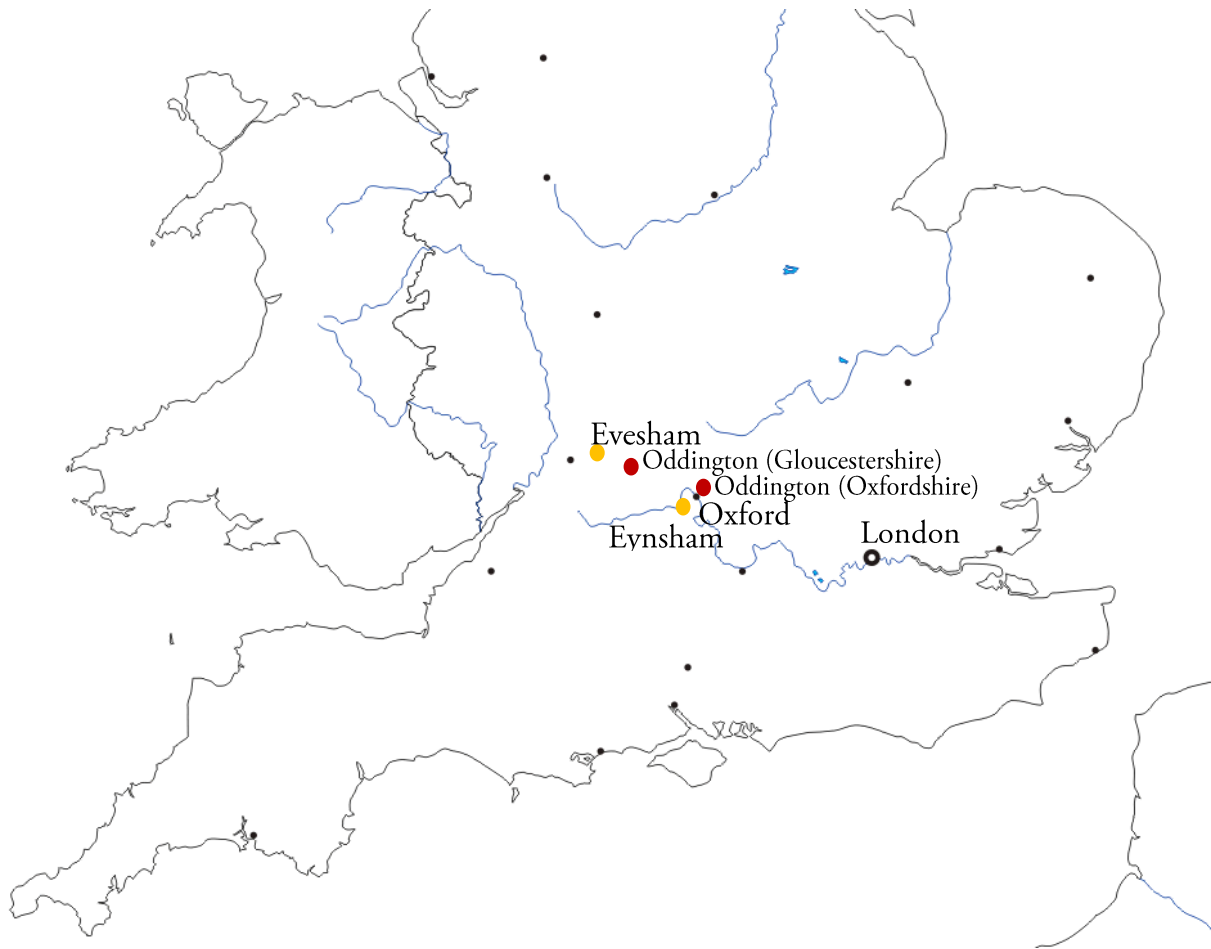 Evesham
Oddington (Gloucestershire)
Oddington (Oxfordshire)
Oxford
Eynsham
London